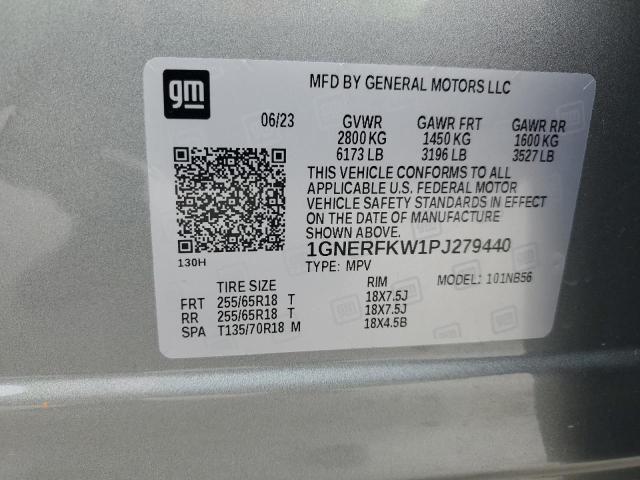 gm
MFD BY GENERAL MOTORS LLC
06/23 GVWR GAWR FRT GAWR RR
2800 KG 1450 KG 1600 KG
6173 LB 3196 LB 3527 LB
THIS VEHICLE CONFORMS TO ALL
APPLICABLE U.S. FEDERAL MOTOR
VEHICLE SAFETY STANDARDS IN EFFECT
ON THE DATE OF MANUFACTURE
SHOWN ABOVE.
1GNERFKW1PJ279440
130H TYPE: MPV MODEL: 101NB56
TIRE SIZE RIM
FRT 255/65R18 T 18X7.5J
RR 255/65R18 T 18X7.5J
SPA T135/70R18 M 18X4.5B